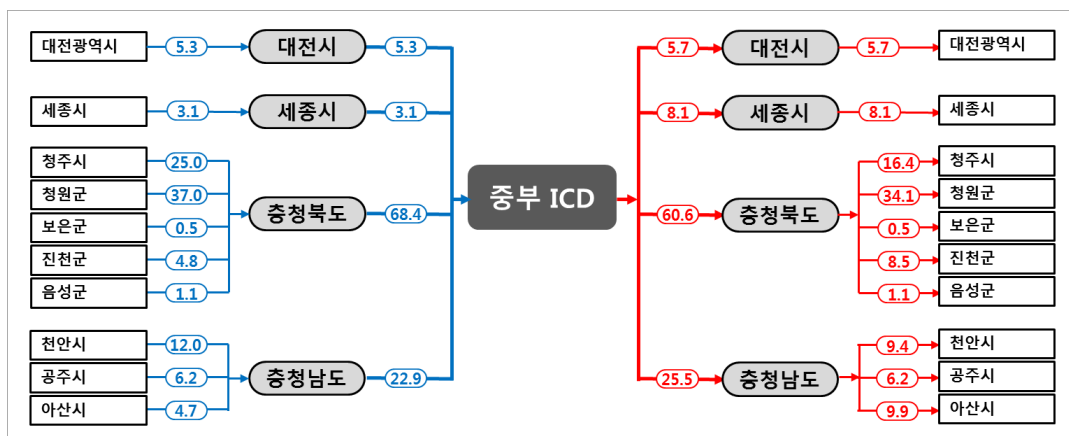 대전광역시 5.3 대전시 5.3 5.7 대전시 5.7 대전광역시
세종시 3.1 세종시 3.1 8.1 세종시 8.1 세종시
청주시 25.0 16.4 청주시
청원군 37.0 34.1 청원군
중부 ICD
충청북도 68.4 60.6 충청북도
보은군 0.5 0.5 보은군
진천군 4.8 8.5 진천군
음성군 1.1 1.1 음성군
천안시 12.0 9.4 천안시
공주시 6.2 충청남도 22.9 25.5 충청남도 6.2 공주시
아산시 4.7 9.9 아산시